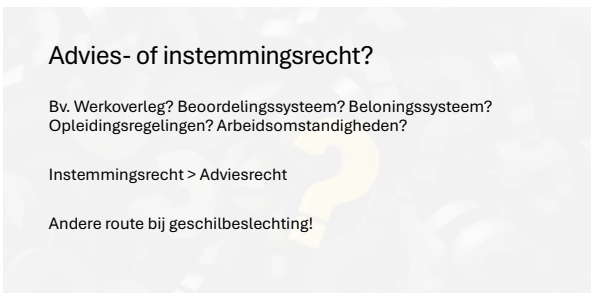 Advies- of instemmingsrecht?
Bv. Werkoverleg? Beoordelingssysteem? Beloningssysteem?
Opleidingsregelingen? Arbeidsomstandigheden?
Instemmingsrecht > Adviesrecht
Andere route bij geschilbeslechting!